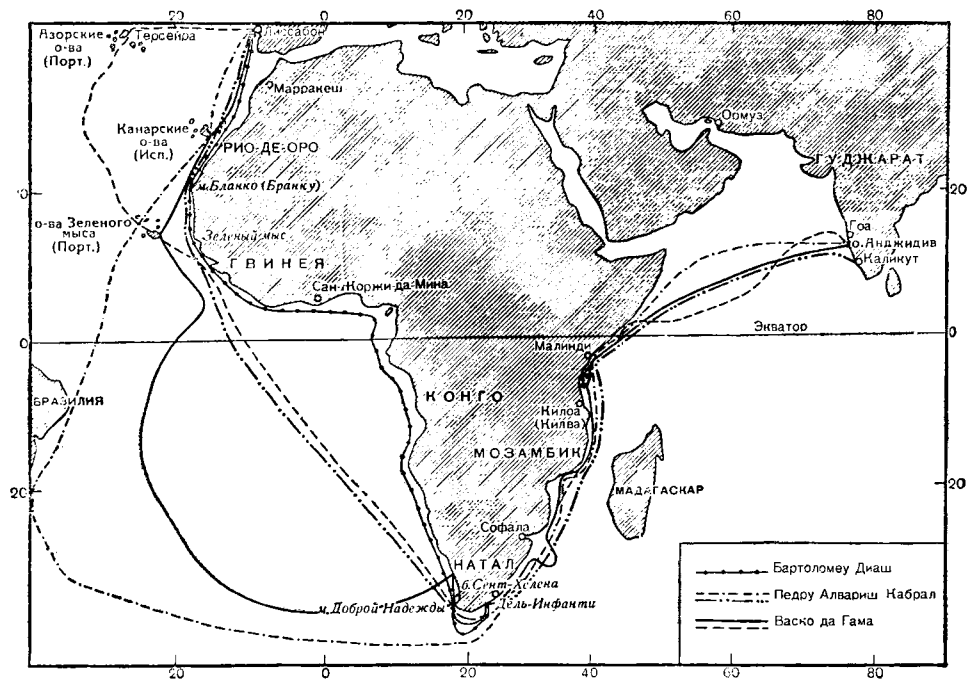 20
0
20
40
60
80
Азорские
о-ва
(Порт.)
Терсейра
Лиссабон
Марракеш
Канарские
о-ва
(Исп.)
РИО-ДЕ-ОРО
м.Бланко (Бранку)
о-ва Зеленого
мыса
(Порт.)
Зеленый мыс
ГВИНЕЯ
Сан-Жоржи-да-Мина
Ормуз
ГУДЖАРАТ
20
Гоа
о.Анджидив
Каликут
Экватор
0
0
Малинди
БРАЗИЛИЯ
КОНГО
Килоа
(Килва)
МОЗАМБИК
МАДАГАСКАР
20
20
Софала
НАТАЛ
б.Сент-Хелена
м.Доброй Надежды
Дель-Инфанти
Бартоломеу Диаш
Педру Алвариш Кабрал
Васко да Гама
20
0
20
40
60
80